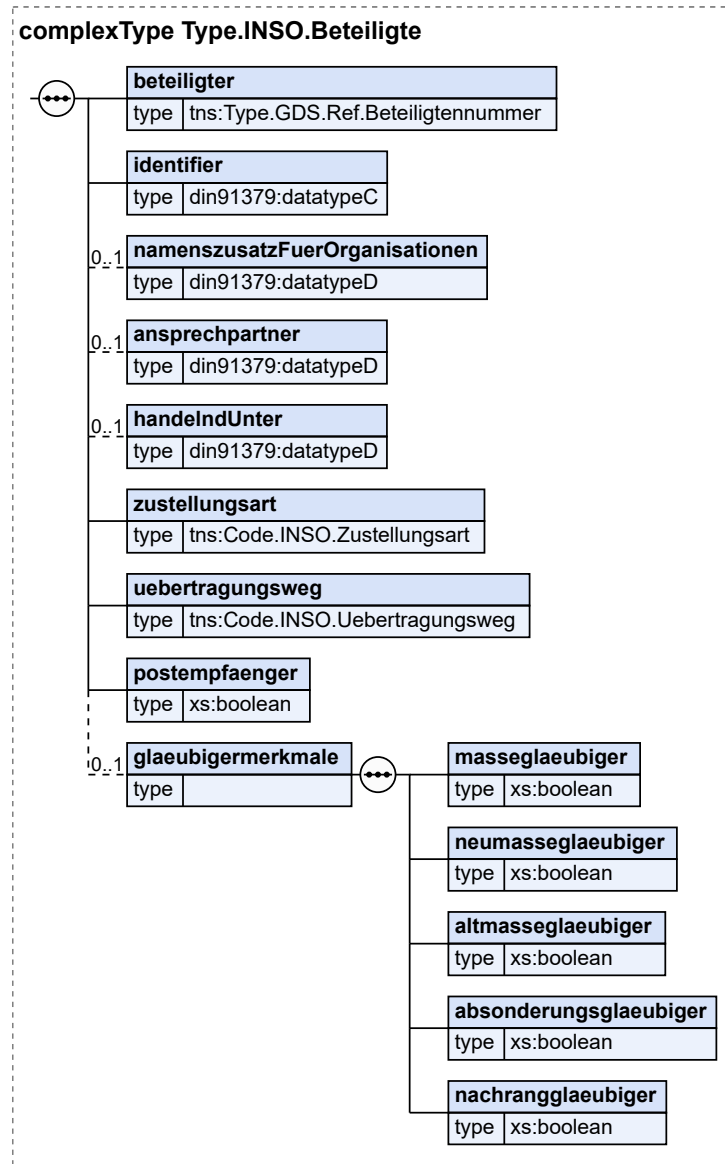 complexType Type.INSO.Beteiligte
beteiligter
type tns:Type.GDS.Ref.Beteiligtennummer
identifier
type din91379:datatypeC
0..1 namenszusatzFuerOrganisationen
type din91379:datatypeD
0..1 ansprechpartner
type din91379:datatypeD
0..1 handelndUnter
type din91379:datatypeD
zustellungsart
type tns:Code.INSO.Zustellungsart
uebertragungsweg
type tns:Code.INSO.Uebertragungsweg
postempfaenger
type xs:boolean
0..1 glaeubigermerkmale
type
masseglaeubiger
type xs:boolean
neumasseglaeubiger
type xs:boolean
altmasseglaeubiger
type xs:boolean
absonderungsglaeubiger
type xs:boolean
nachrangglaeubiger
type xs:boolean